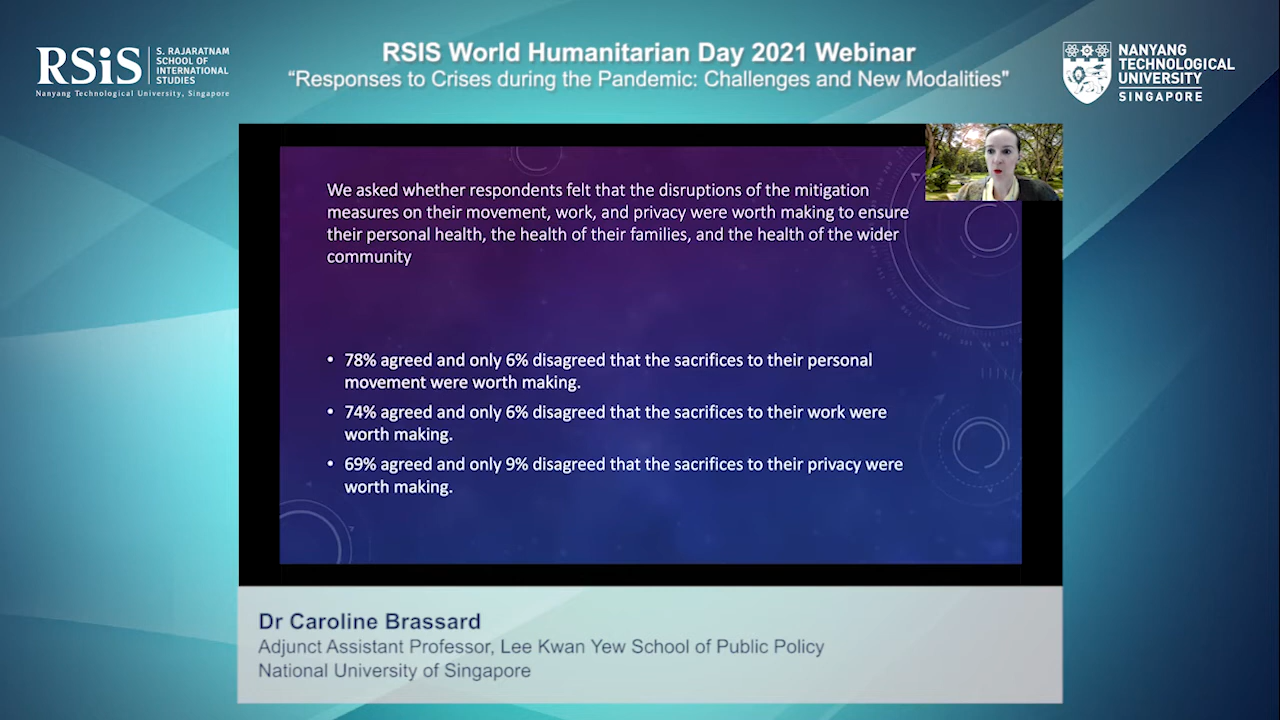 RSiS
S. RAJARATNAM
SCHOOL OF
INTERNATIONAL
STUDIES
Nanyang Technological University, Singapore
RSIS World Humanitarian Day 2021 Webinar
“Responses to Crises during the Pandemic: Challenges and New Modalities"
NANYANG
TECHNOLOGICAL
UNIVERSITY
SINGAPORE
We asked whether respondents felt that the disruptions of the mitigation
measures on their movement, work, and privacy were worth making to ensure
their personal health, the health of their families, and the health of the wider
community
• 78% agreed and only 6% disagreed that the sacrifices to their personal
movement were worth making.
• 74% agreed and only 6% disagreed that the sacrifices to their work were
worth making.
• 69% agreed and only 9% disagreed that the sacrifices to their privacy were
worth making.
Dr Caroline Brassard
Adjunct Assistant Professor, Lee Kwan Yew School of Public Policy
National University of Singapore